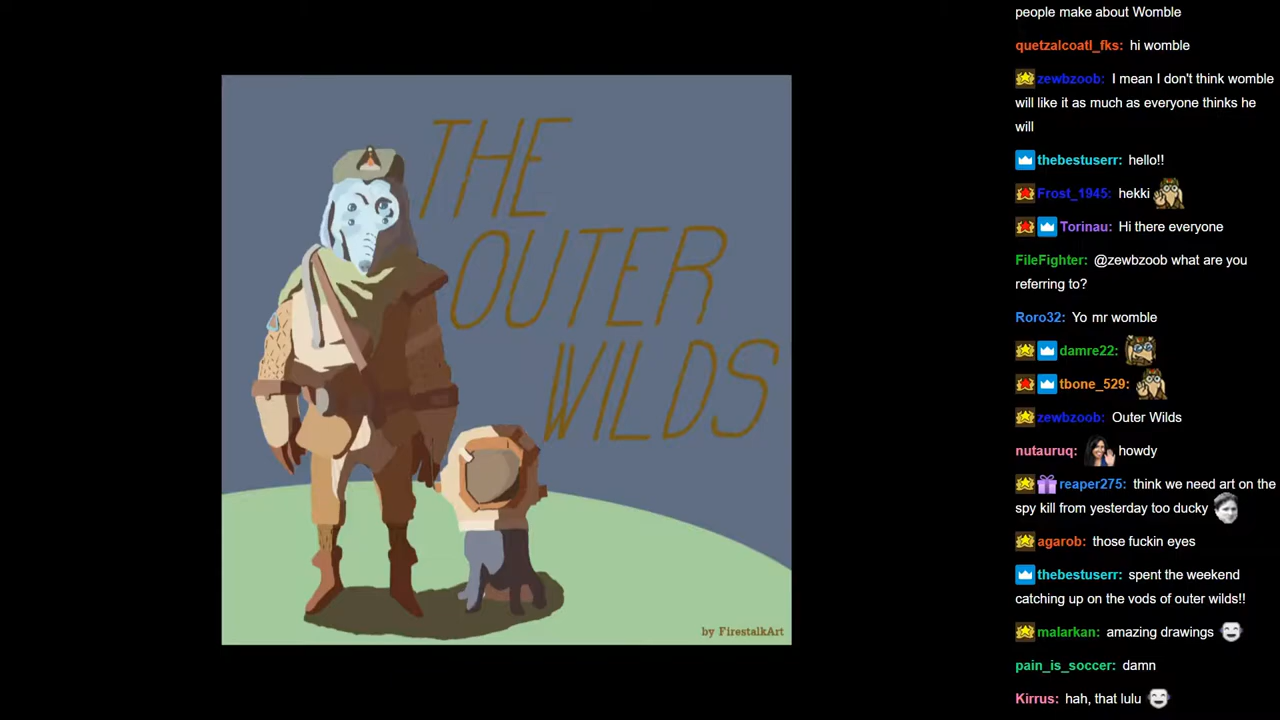 THE
OUTER
WILDS
by FirestalkArt
people make about Womble
quetzalcoatl_fks: hi womble
zewbzoob: I mean I don't think womble
will like it as much as everyone thinks he
will
thebestuserr: hello!!
Frost_1945: hekki
Torinau: Hi there everyone
FileFighter: @zewbzoob what are you
referring to?
Roro32: Yo mr womble
damre22:
tbone_529:
zewbzoob: Outer Wilds
nutauruq: howdy
reaper275: think we need art on the
spy kill from yesterday too ducky
agarob: those fuckin eyes
thebestuserr: spent the weekend
catching up on the vods of outer wilds!!
malarkan: amazing drawings
pain_is_soccer: damn
Kirrus: hah, that lulu